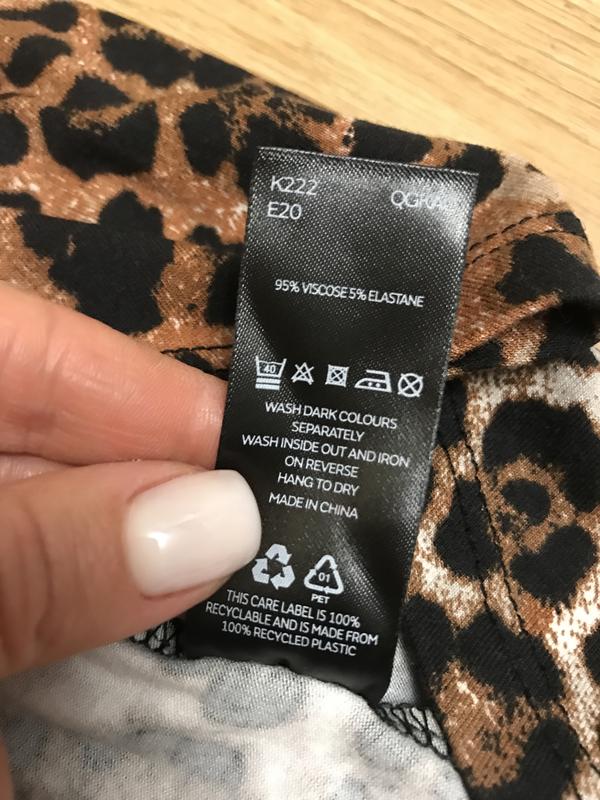 K222
E20
95% VISCOSE 5% ELASTANE
40
WASH DARK COLOURS
SEPARATELY
WASH INSIDE OUT AND IRON
ON REVERSE
HANG TO DRY
MADE IN CHINA
01
PET
THIS CARE LABEL IS 100%
RECYCLABLE AND IS MADE FROM
100% RECYCLED PLASTIC